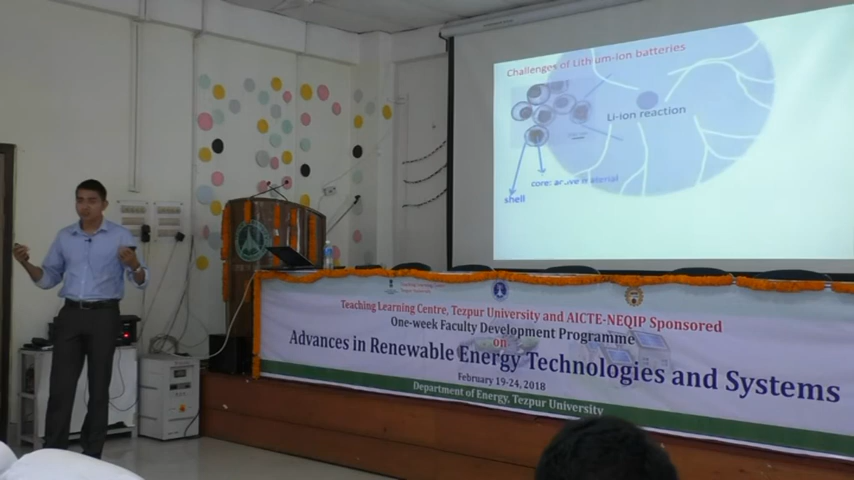 Challenges of Lithium-ion batteries
Li-ion reaction
core: active material
shell
Teaching Learning Centre, Tezpur University and AICTE-NEQIP Sponsored
One-week Faculty Development Programme
on
Advances in Renewable Energy Technologies and Systems
February 19-24, 2018
Department of Energy, Tezpur University